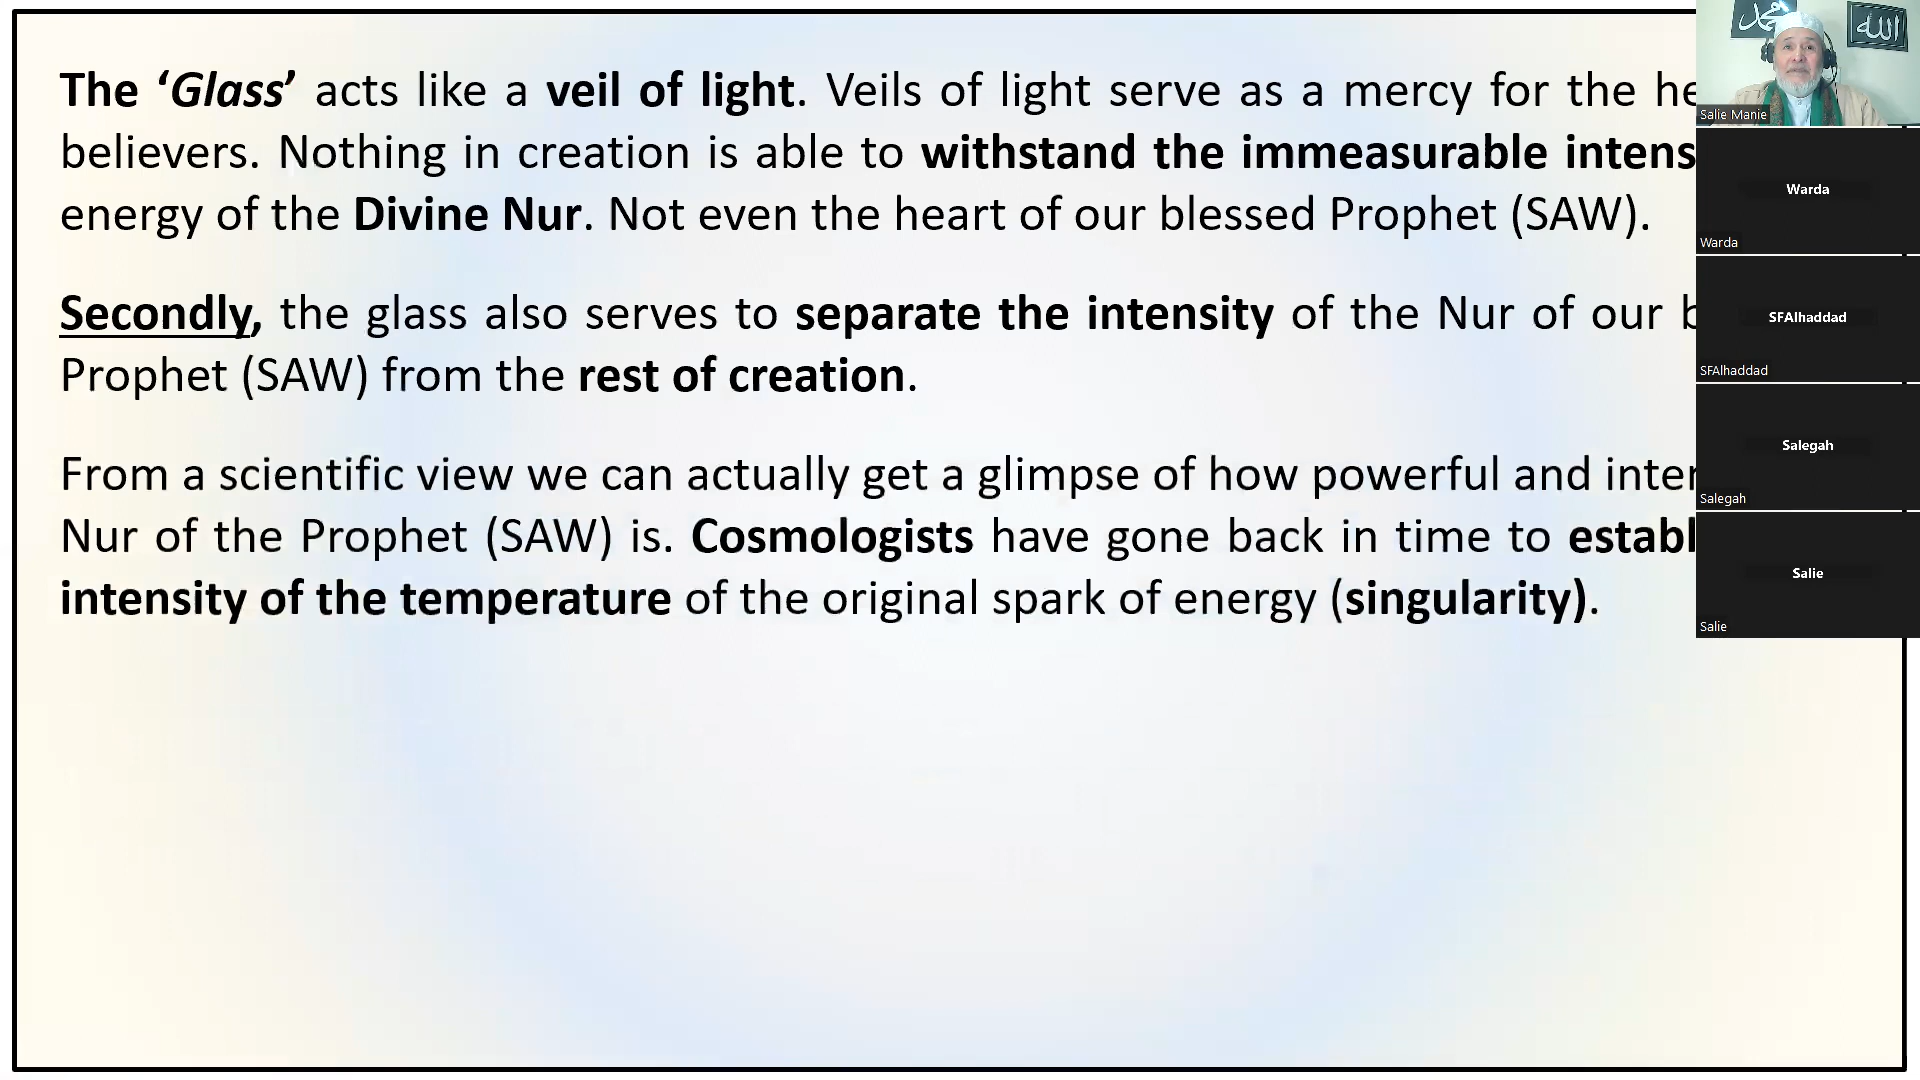 The ‘Glass’ acts like a veil of light. Veils of light serve as a mercy for the he
believers. Nothing in creation is able to withstand the immeasurable intens
energy of the Divine Nur. Not even the heart of our blessed Prophet (SAW).
Secondly, the glass also serves to separate the intensity of the Nur of our b
Prophet (SAW) from the rest of creation.
From a scientific view we can actually get a glimpse of how powerful and inten
Nur of the Prophet (SAW) is. Cosmologists have gone back in time to establ
intensity of the temperature of the original spark of energy (singularity).
محمد
الله
Salie Manie
Warda
Warda
SFAlhaddad
SFAlhaddad
Salegah
Salegah
Salie
Salie